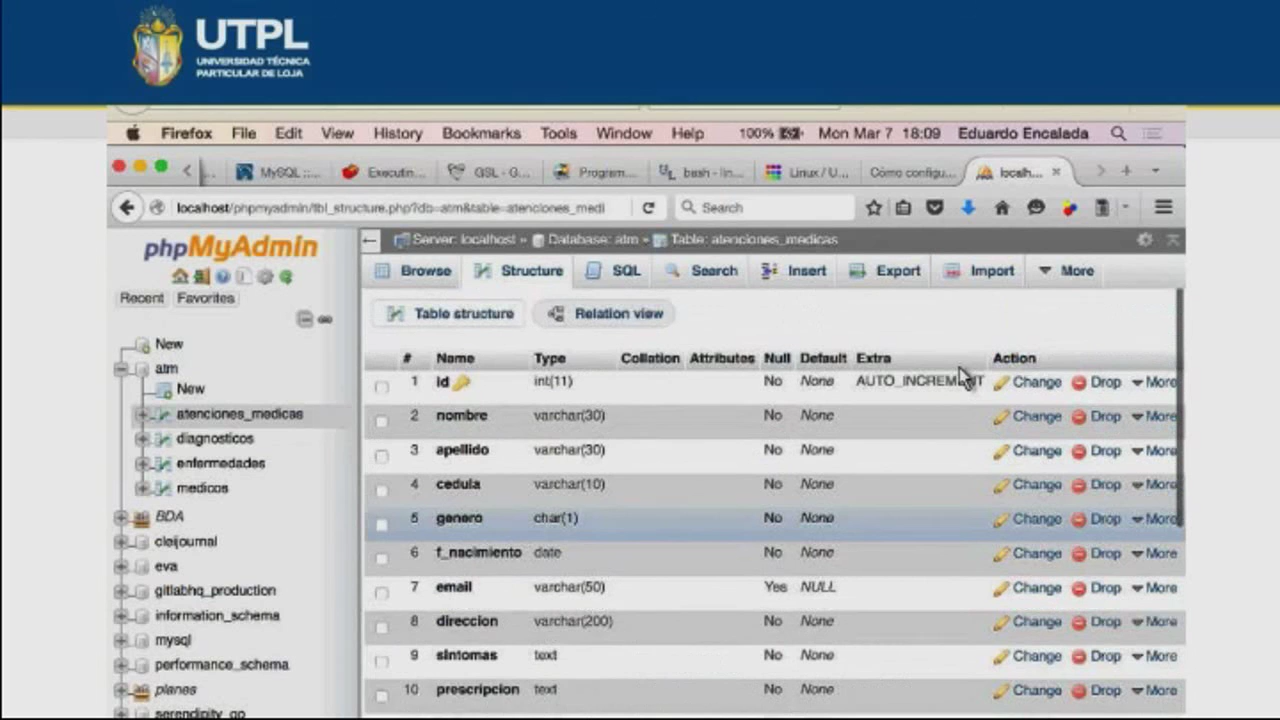 UTPL
UNIVERSIDAD TÉCNICA
PARTICULAR DE LOJA
Firefox File Edit View History Bookmarks Tools Window Help 100% Mon Mar 7 18:09 Eduardo Encalada
MySQL ::... Executin... GSL - G... Program... bash - lin... Linux / U... Cómo configu... localh...
localhost/phpmyadmin/tbl_structure.php?db=atm&table=atenciones_medi Search
phpMyAdmin
Server: localhost » Database: atm » Table: atenciones_medicas
Browse Structure SQL Search Insert Export Import More
Recent Favorites
Table structure Relation view
New
atm
New
atenciones_medicas
diagnosticos
enfermedades
medicos
BDA
cleijournal
eva
gitlabhq_production
information_schema
mysql
performance_schema
planes
# Name Type Collation Attributes Null Default Extra Action
1 id int(11) No None AUTO_INCREMENT Change Drop More
2 nombre varchar(30) No None Change Drop More
3 apellido varchar(30) No None Change Drop More
4 cedula varchar(10) No None Change Drop More
5 genero char(1) No None Change Drop More
6 f_nacimiento date No None Change Drop More
7 email varchar(50) Yes NULL Change Drop More
8 direccion varchar(200) No None Change Drop More
9 sintomas text No None Change Drop More
10 prescripcion text No None Change Drop More